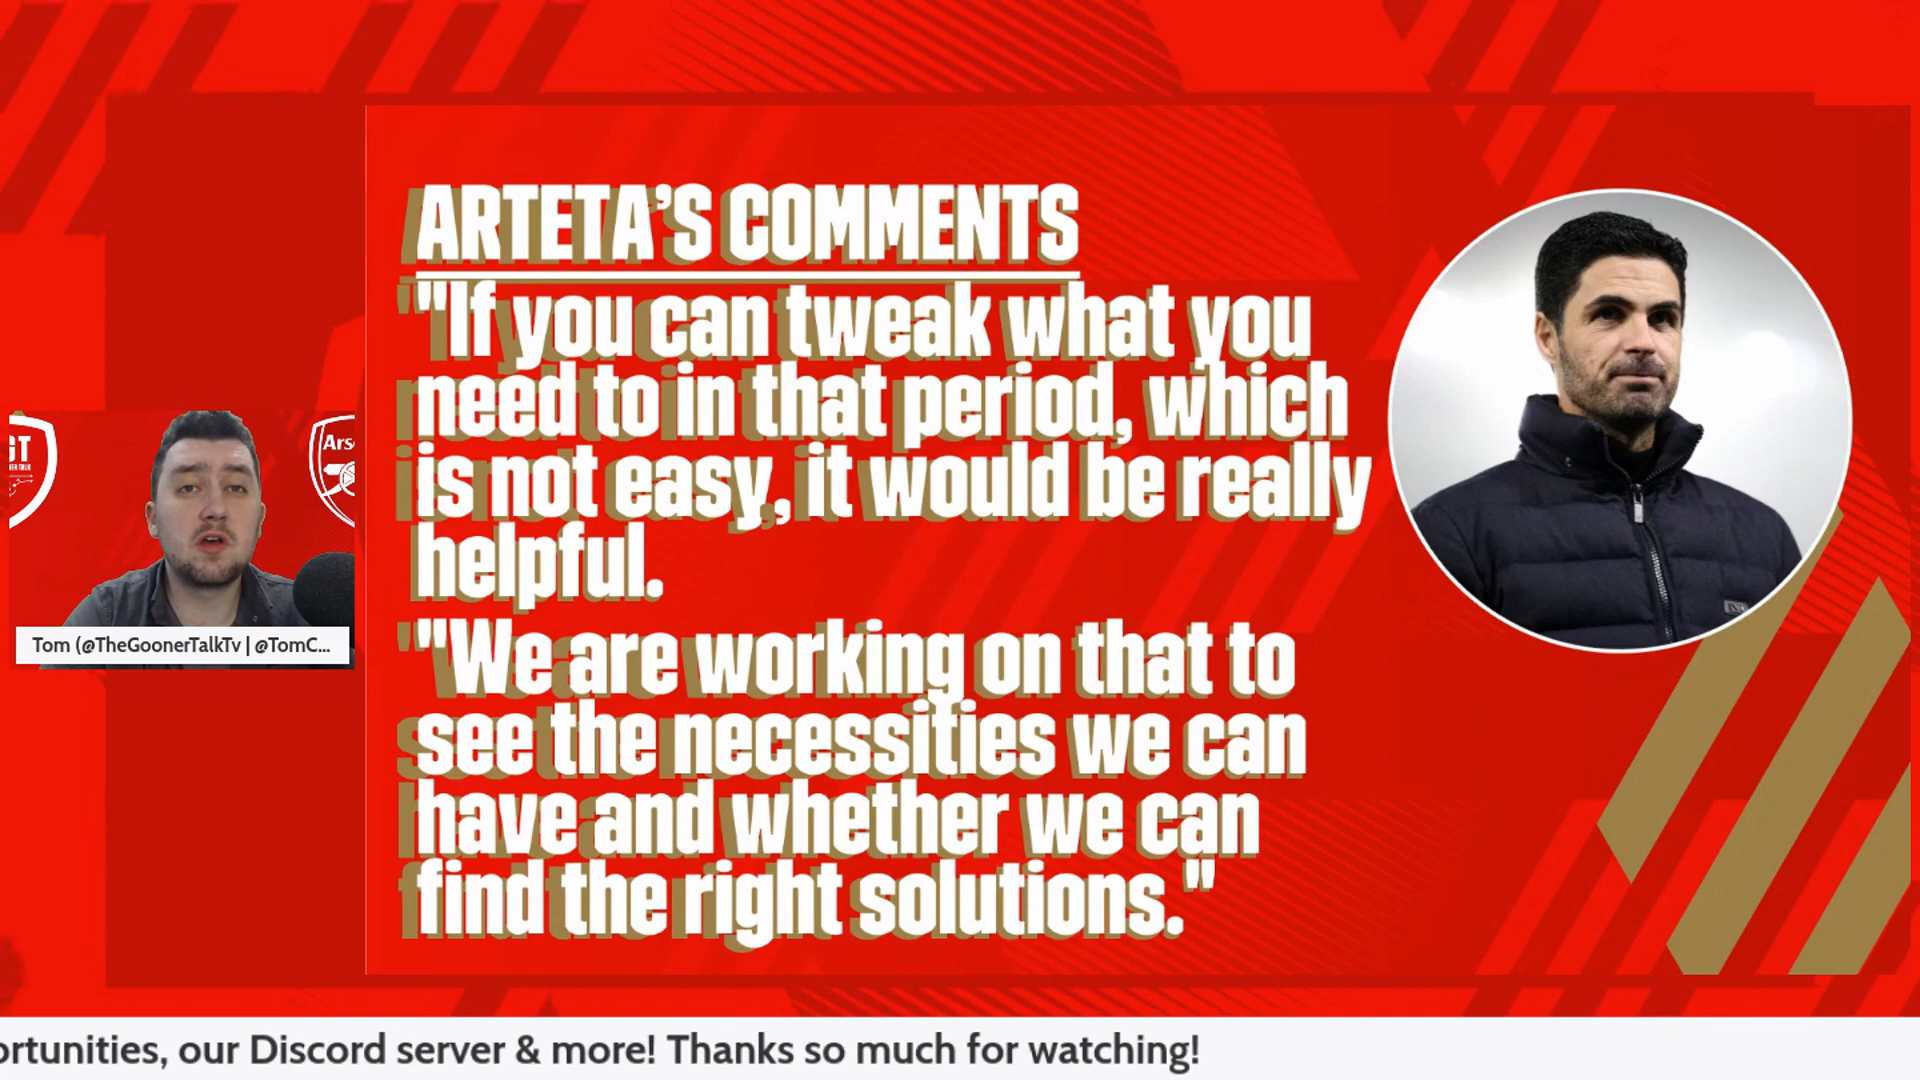 ARTETA’S COMMENTS
"If you can tweak what you
need to in that period, which
is not easy, it would be really
helpful.
"We are working on that to
see the necessities we can
have and whether we can
find the right solutions."
GT
Arse
Tom (@TheGoonerTalkTv | @TomC...
ortunities, our Discord server & more! Thanks so much for watching!